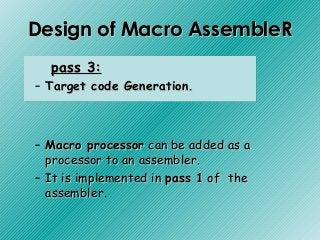 Design of Macro AssembleR
pass 3:
– Target code Generation.
– Macro processor can be added as a
processor to an assembler.
– It is implemented in pass 1 of the
assembler.